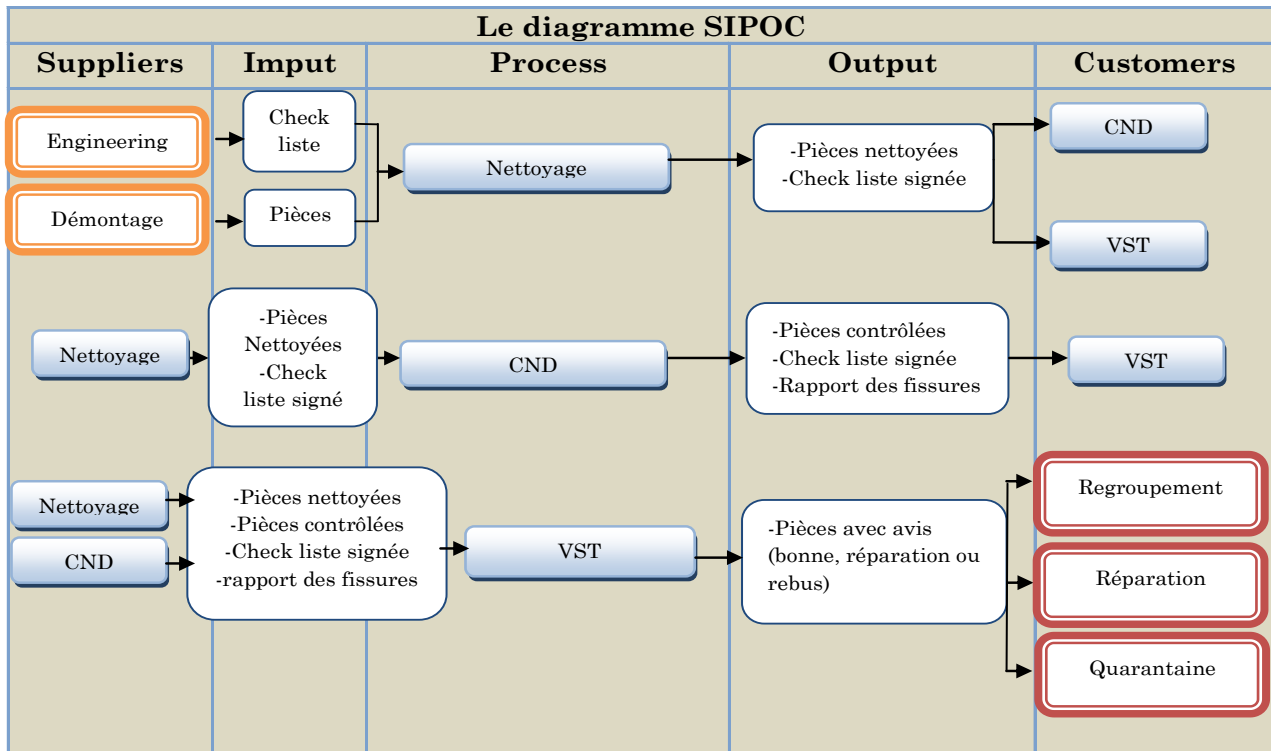 Le diagramme SIPOC
Suppliers
Imput
Process
Output
Customers
Engineering
Check
liste
Démontage
Pièces
Nettoyage
-Pièces nettoyées
-Check liste signée
CND
VST
Nettoyage
-Pièces
Nettoyées
-Check
liste signé
CND
-Pièces contrôlées
-Check liste signée
-Rapport des fissures
VST
Nettoyage
CND
-Pièces nettoyées
-Pièces contrôlées
-Check liste signée
-rapport des fissures
VST
-Pièces avec avis
(bonne, réparation ou
rebus)
Regroupement
Réparation
Quarantaine